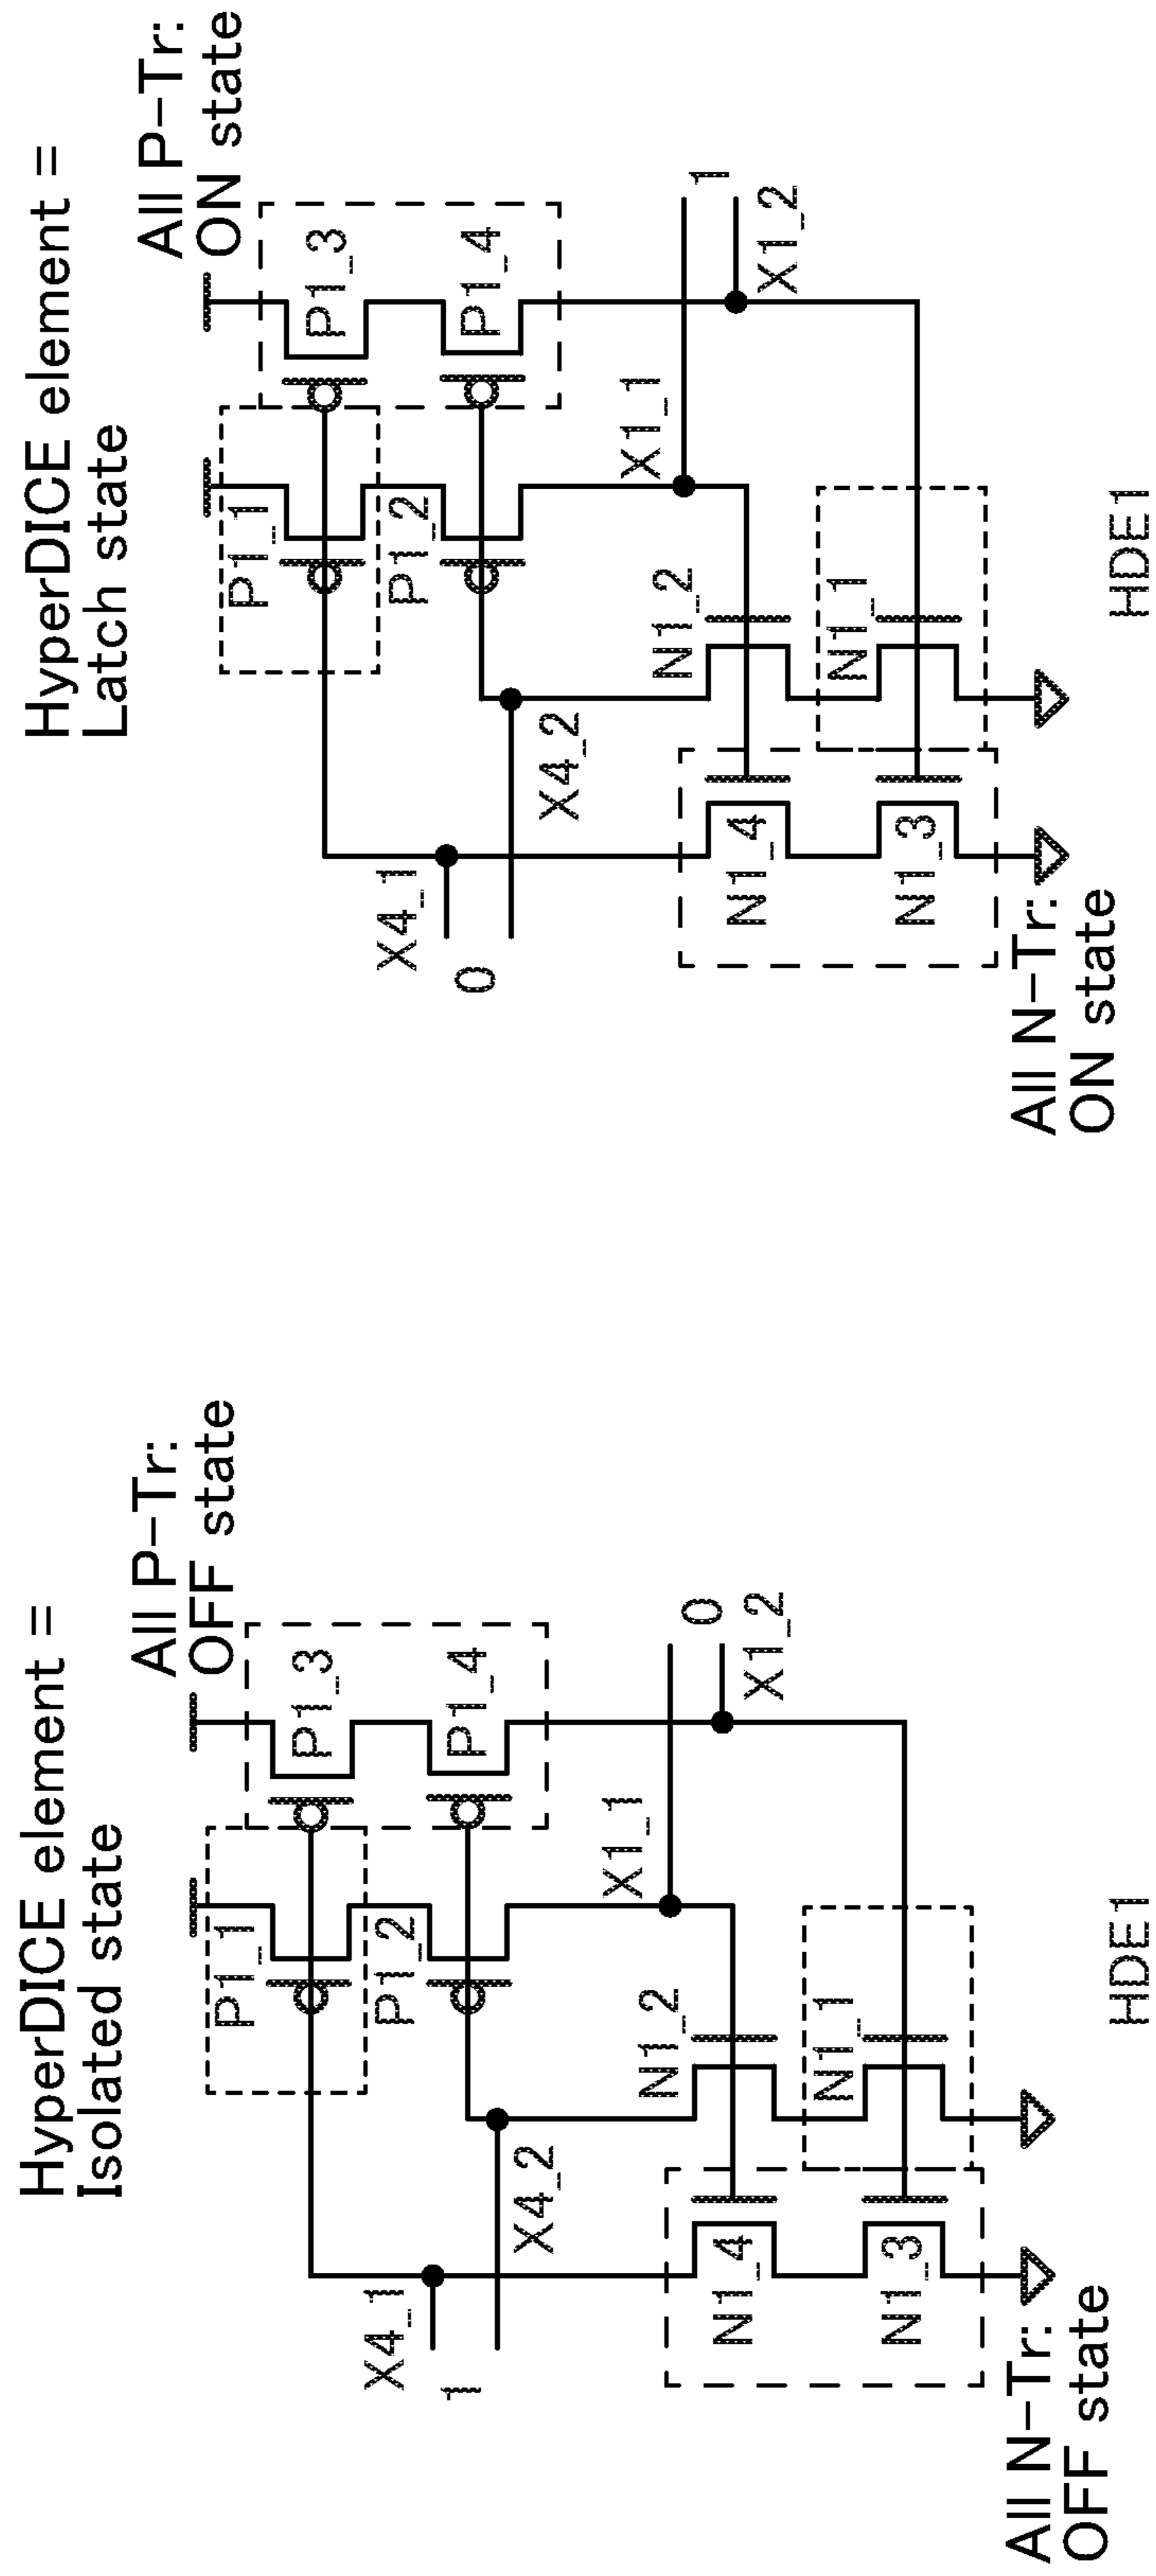 HyperDICE element =
Isolated state
All P-Tr:
OFF state
P1_1
P1_3
P1_2
P1_4
X4_1
1
X4_2
X1_1
0
X1_2
N1_4
N1_2
N1_3
N1_1
All N-Tr:
OFF state
HDE1
HyperDICE element =
Latch state
All P-Tr:
ON state
P1_1
P1_3
P1_2
P1_4
X4_1
0
X4_2
X1_1
1
X1_2
N1_4
N1_2
N1_3
N1_1
All N-Tr:
ON state
HDE1